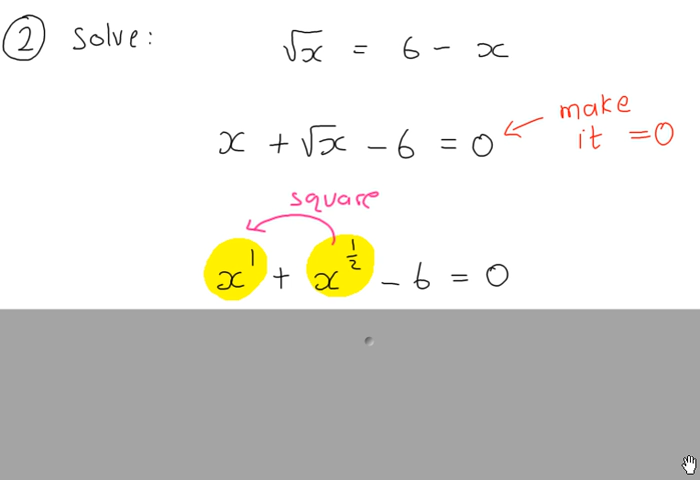 ② Solve: √x = 6 - x
x + √x - 6 = 0
make
it = 0
square
x¹ + x^½ - 6 = 0